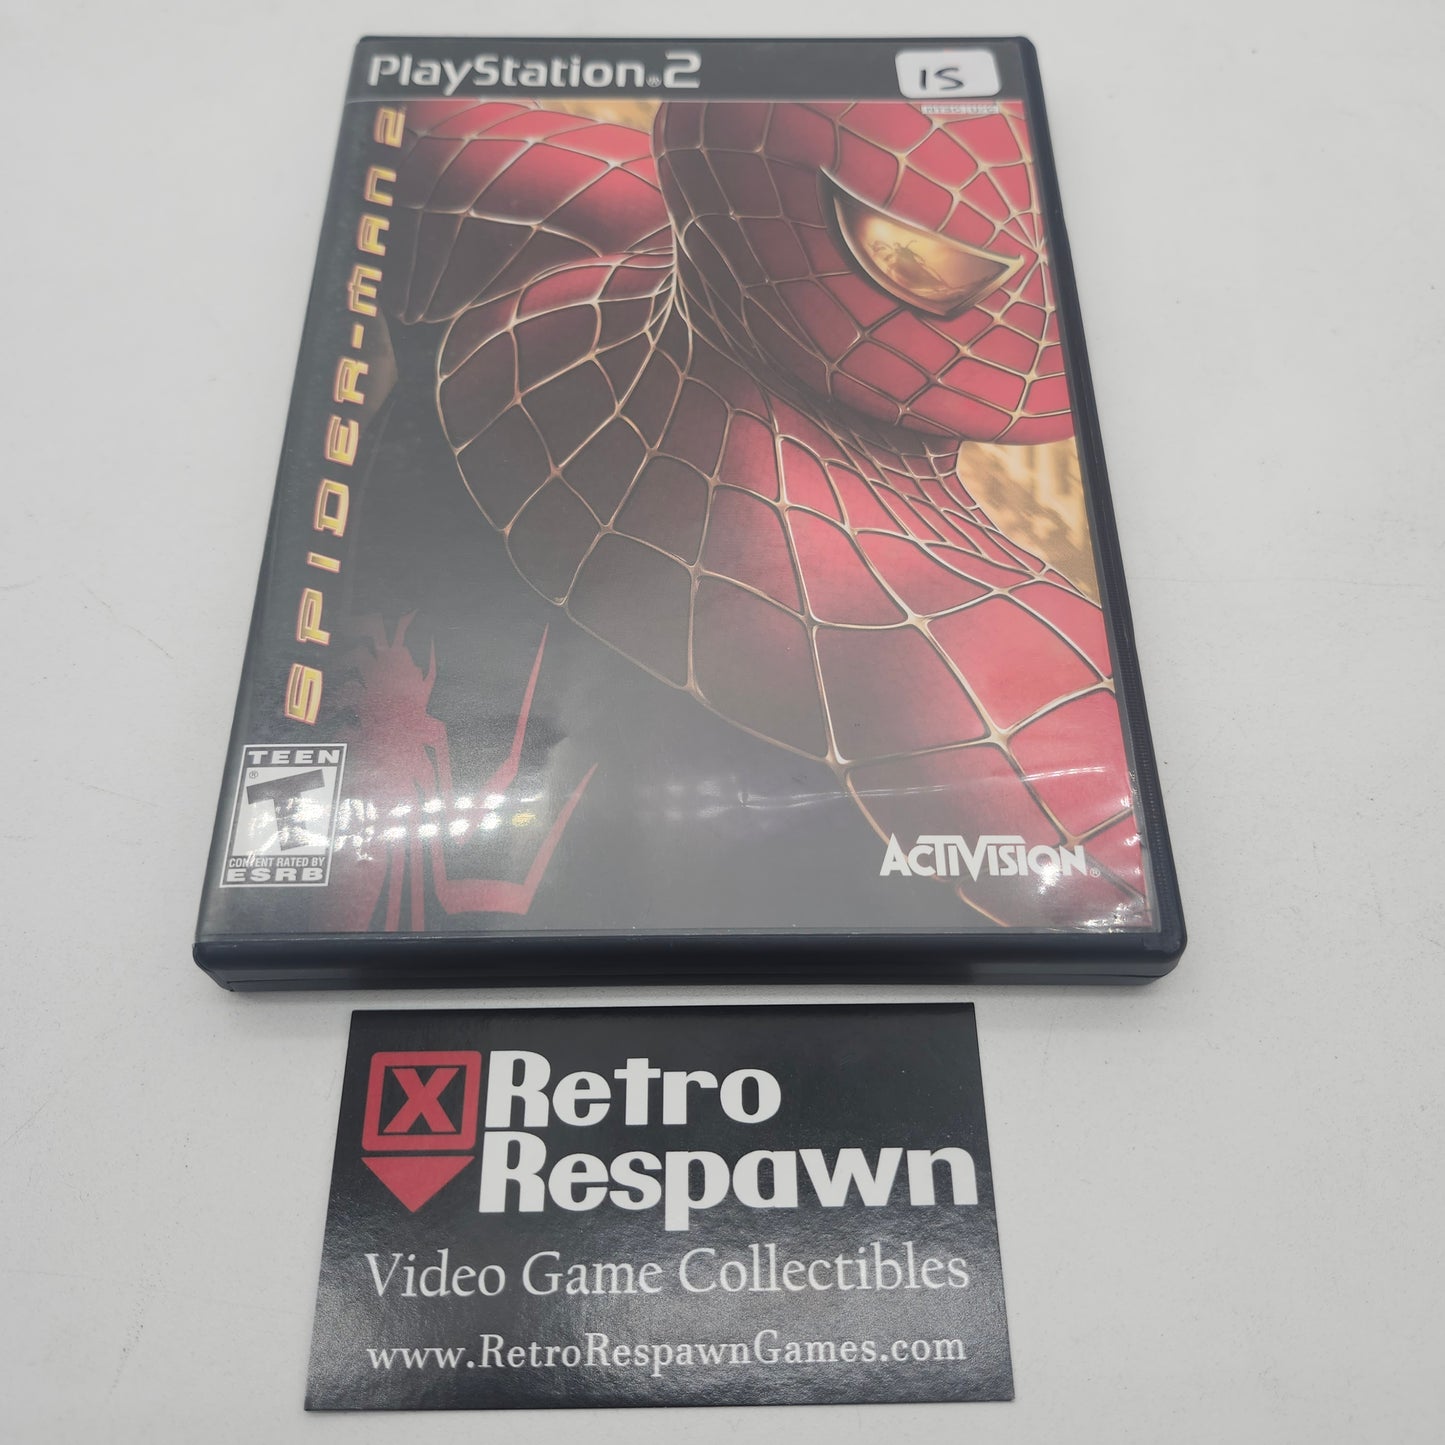 PlayStation®2
15
NTSC U/C
SPIDER-MAN 2
TEEN
T
®
CONTENT RATED BY
ESRB
ACTIVISION®
X
Retro
Respawn
Video Game Collectibles
www.RetroRespawnGames.com